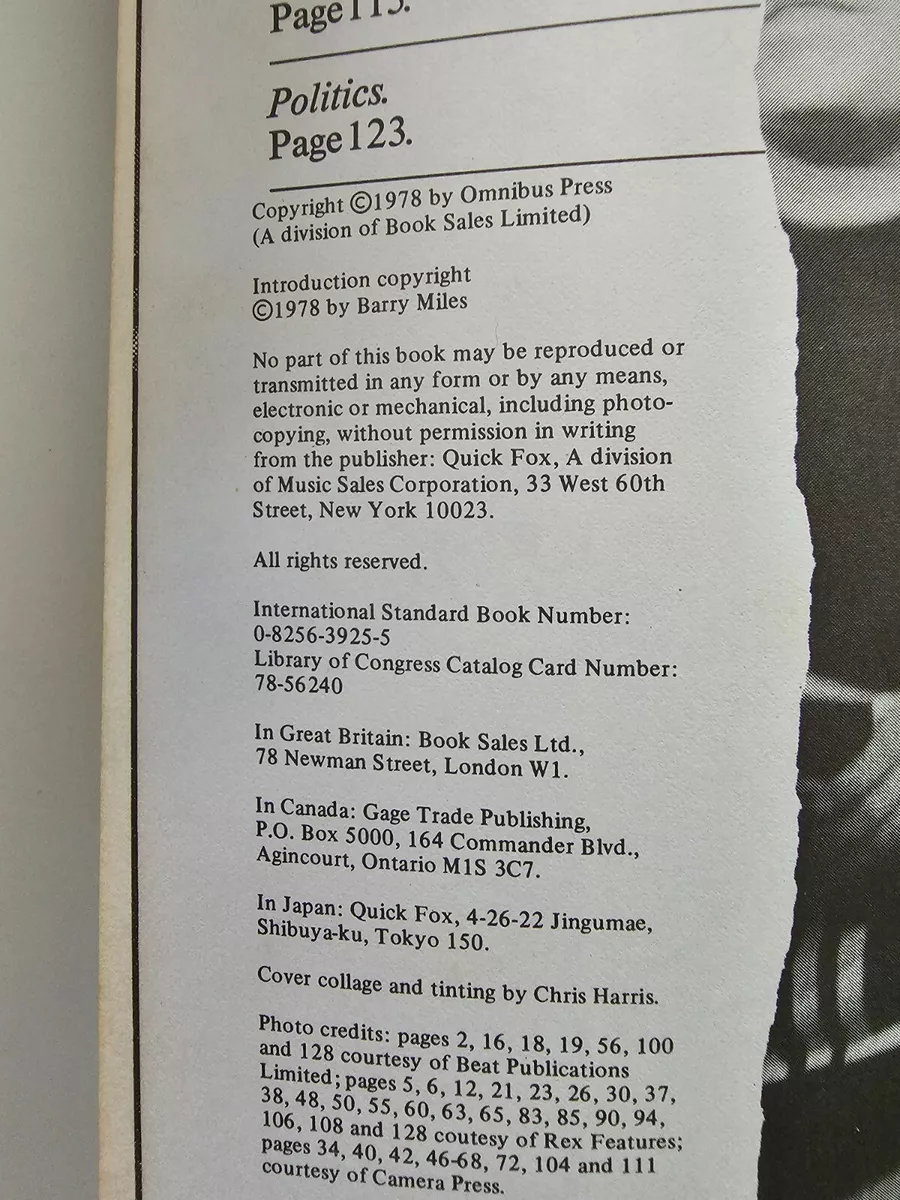 Page 115.
Politics.
Page 123.
Copyright ©1978 by Omnibus Press
(A division of Book Sales Limited)
Introduction copyright
©1978 by Barry Miles
No part of this book may be reproduced or
transmitted in any form or by any means,
electronic or mechanical, including photo-
copying, without permission in writing
from the publisher: Quick Fox, A division
of Music Sales Corporation, 33 West 60th
Street, New York 10023.
All rights reserved.
International Standard Book Number:
0-8256-3925-5
Library of Congress Catalog Card Number:
78-56240
In Great Britain: Book Sales Ltd.,
78 Newman Street, London W1.
In Canada: Gage Trade Publishing,
P.O. Box 5000, 164 Commander Blvd.,
Agincourt, Ontario M1S 3C7.
In Japan: Quick Fox, 4-26-22 Jingumae,
Shibuya-ku, Tokyo 150.
Cover collage and tinting by Chris Harris.
Photo credits: pages 2, 16, 18, 19, 56, 100
and 128 courtesy of Beat Publications
Limited; pages 5, 6, 12, 21, 23, 26, 30, 37,
38, 48, 50, 55, 60, 63, 65, 83, 85, 90, 94,
106, 108 and 128 coutesy of Rex Features;
pages 34, 40, 42, 46-68, 72, 104 and 111
courtesy of Camera Press.